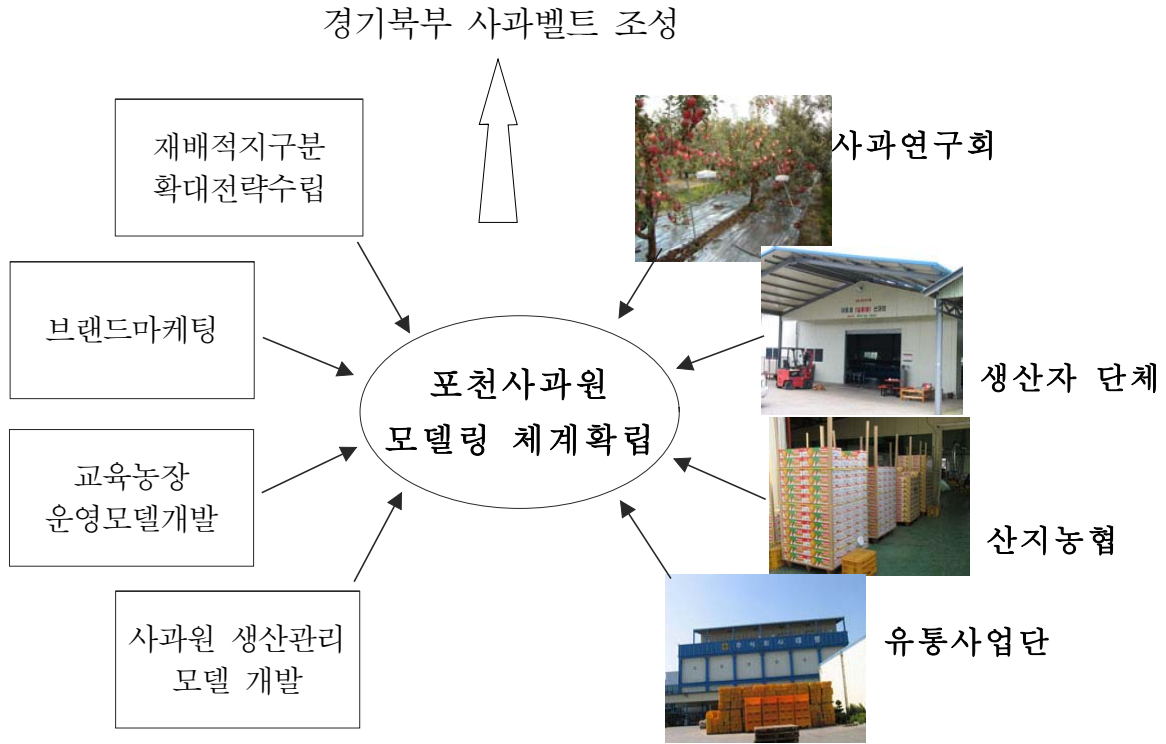 경기북부 사과벨트 조성
재배적지구분
확대전략수립
브랜드마케팅
교육농장
운영모델개발
사과원 생산관리
모델 개발
포천사과원
모델링 체계확립
사과연구회
생산자 단체
산지농협
유통사업단